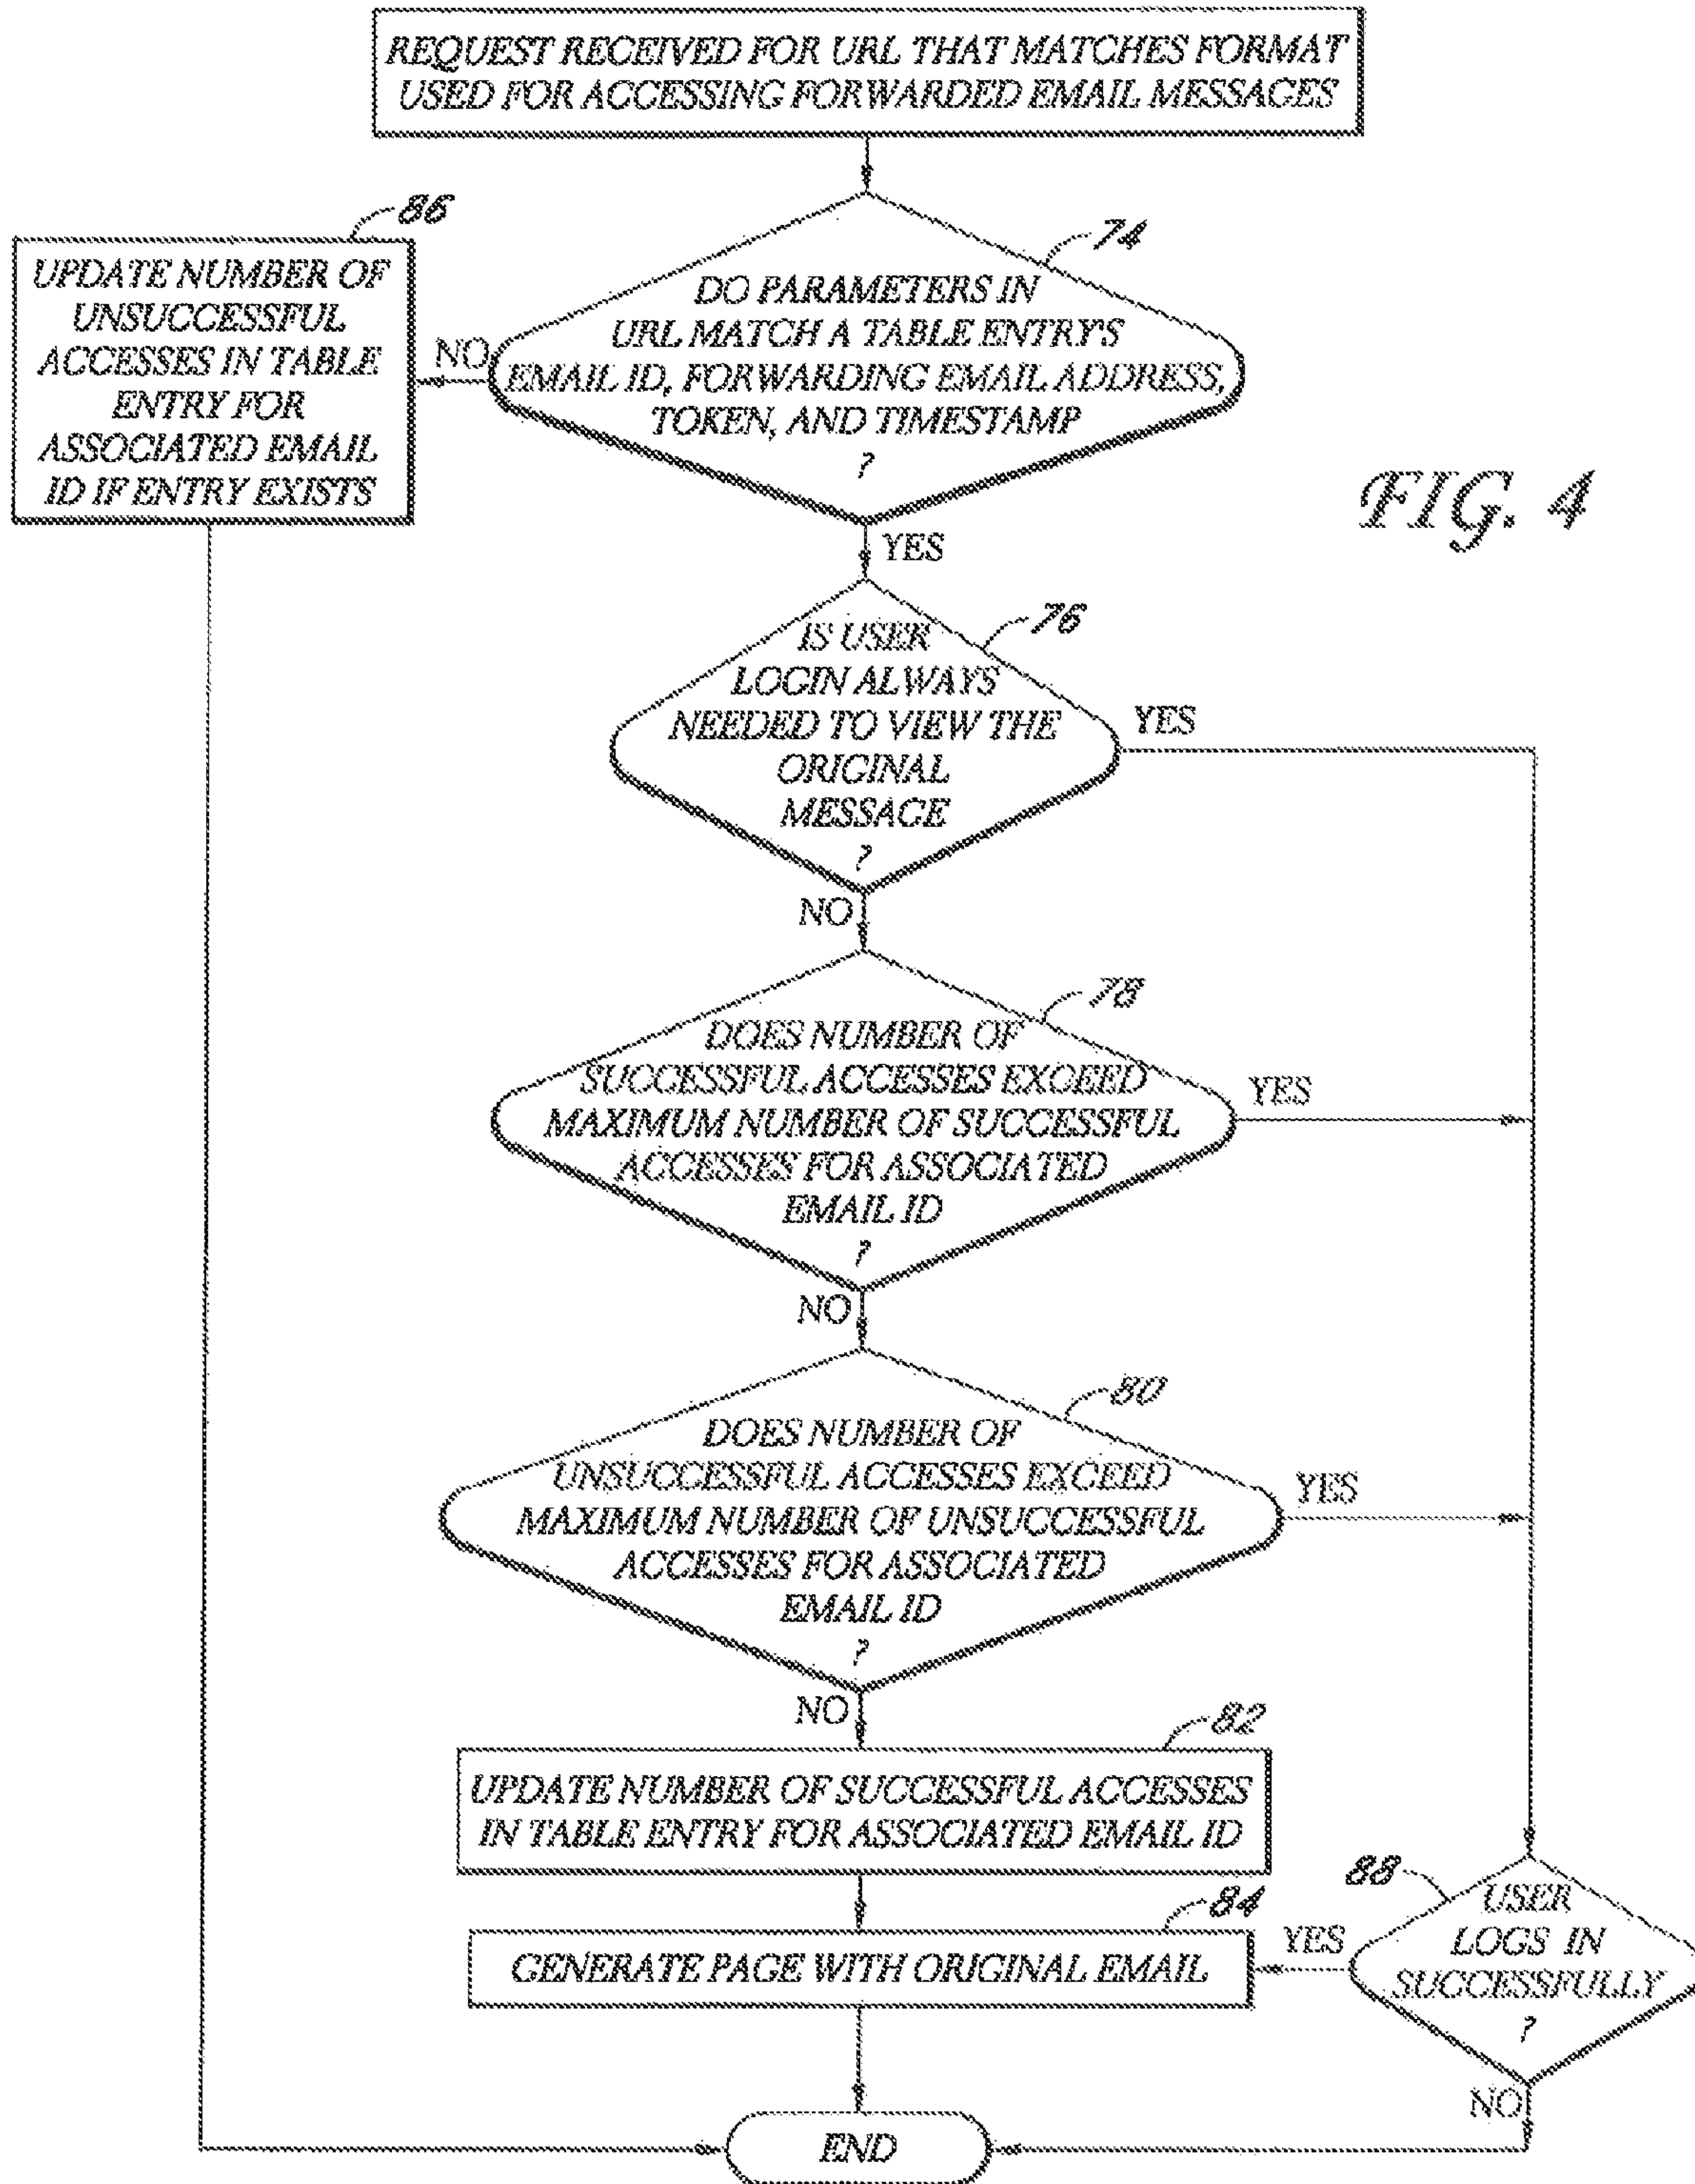 REQUEST RECEIVED FOR URL THAT MATCHES FORMAT
USED FOR ACCESSING FORWARDED EMAIL MESSAGES
86
UPDATE NUMBER OF
UNSUCCESSFUL
ACCESSES IN TABLE
ENTRY FOR
ASSOCIATED EMAIL
ID IF ENTRY EXISTS
NO
74
DO PARAMETERS IN
URL MATCH A TABLE ENTRY'S
EMAIL ID, FORWARDING EMAIL ADDRESS,
TOKEN, AND TIMESTAMP
?
FIG. 4
YES
76
IS USER
LOGIN ALWAYS
NEEDED TO VIEW THE
ORIGINAL
MESSAGE
?
YES
NO
78
DOES NUMBER OF
SUCCESSFUL ACCESSES EXCEED
MAXIMUM NUMBER OF SUCCESSFUL
ACCESSES FOR ASSOCIATED
EMAIL ID
?
YES
NO
80
DOES NUMBER OF
UNSUCCESSFUL ACCESSES EXCEED
MAXIMUM NUMBER OF UNSUCCESSFUL
ACCESSES FOR ASSOCIATED
EMAIL ID
?
YES
NO
82
UPDATE NUMBER OF SUCCESSFUL ACCESSES
IN TABLE ENTRY FOR ASSOCIATED EMAIL ID
84
GENERATE PAGE WITH ORIGINAL EMAIL
YES
88
USER
LOGS IN
SUCCESSFULLY
?
NO
END